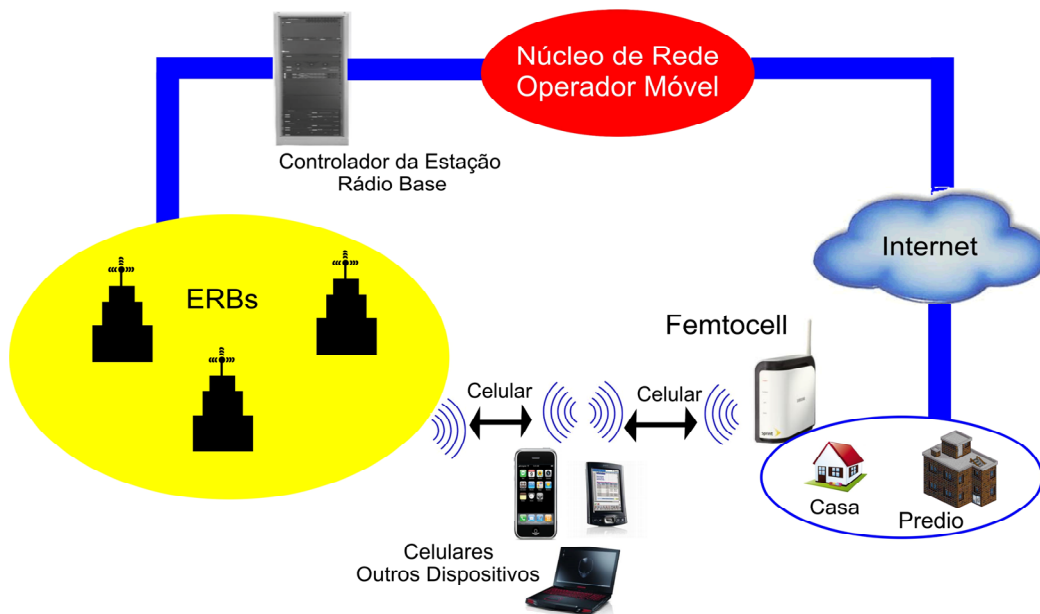 Núcleo de Rede
Operador Móvel
Controlador da Estação
Rádio Base
Internet
ERBs
Femtocell
Celular
Celular
Casa
Predio
Celulares
Outros Dispositivos